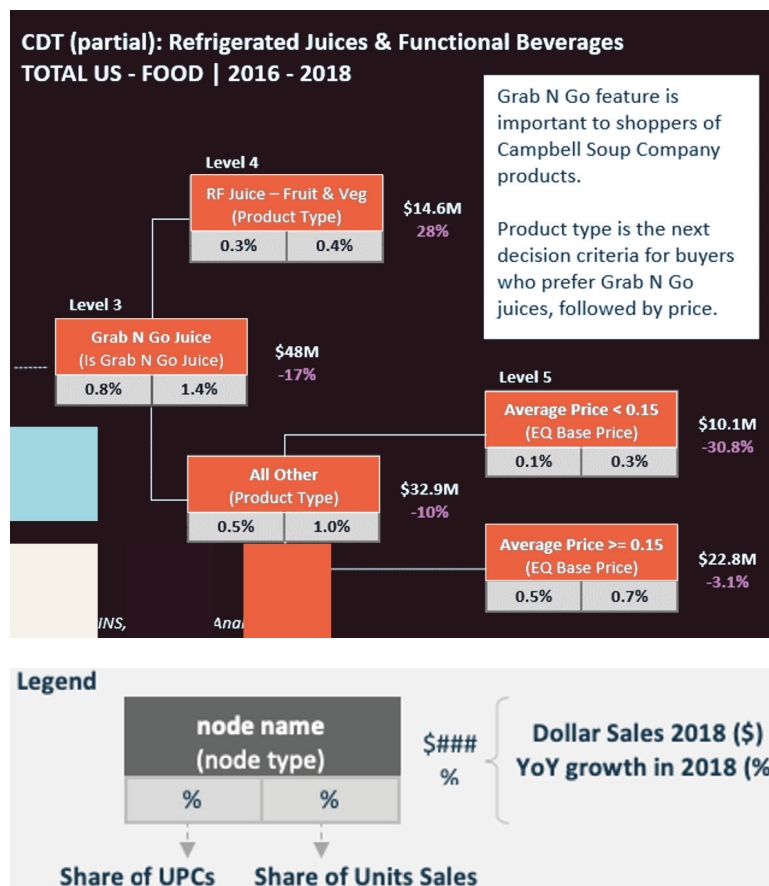 CDT (partial): Refrigerated Juices & Functional Beverages
TOTAL US - FOOD | 2016 - 2018
Grab N Go feature is
important to shoppers of
Campbell Soup Company
products.
Product type is the next
decision criteria for buyers
who prefer Grab N Go
juices, followed by price.
Level 4
RF Juice – Fruit & Veg
(Product Type)
0.3% 0.4%
$14.6M
28%
Level 3
Grab N Go Juice
(Is Grab N Go Juice)
0.8% 1.4%
$48M
-17%
Level 5
Average Price < 0.15
(EQ Base Price)
0.1% 0.3%
$10.1M
-30.8%
All Other
(Product Type)
0.5% 1.0%
$32.9M
-10%
Average Price >= 0.15
(EQ Base Price)
0.5% 0.7%
$22.8M
-3.1%
Legend
node name
(node type)
% %
$###
%
Dollar Sales 2018 ($)
YoY growth in 2018 (%
Share of UPCs Share of Units Sales